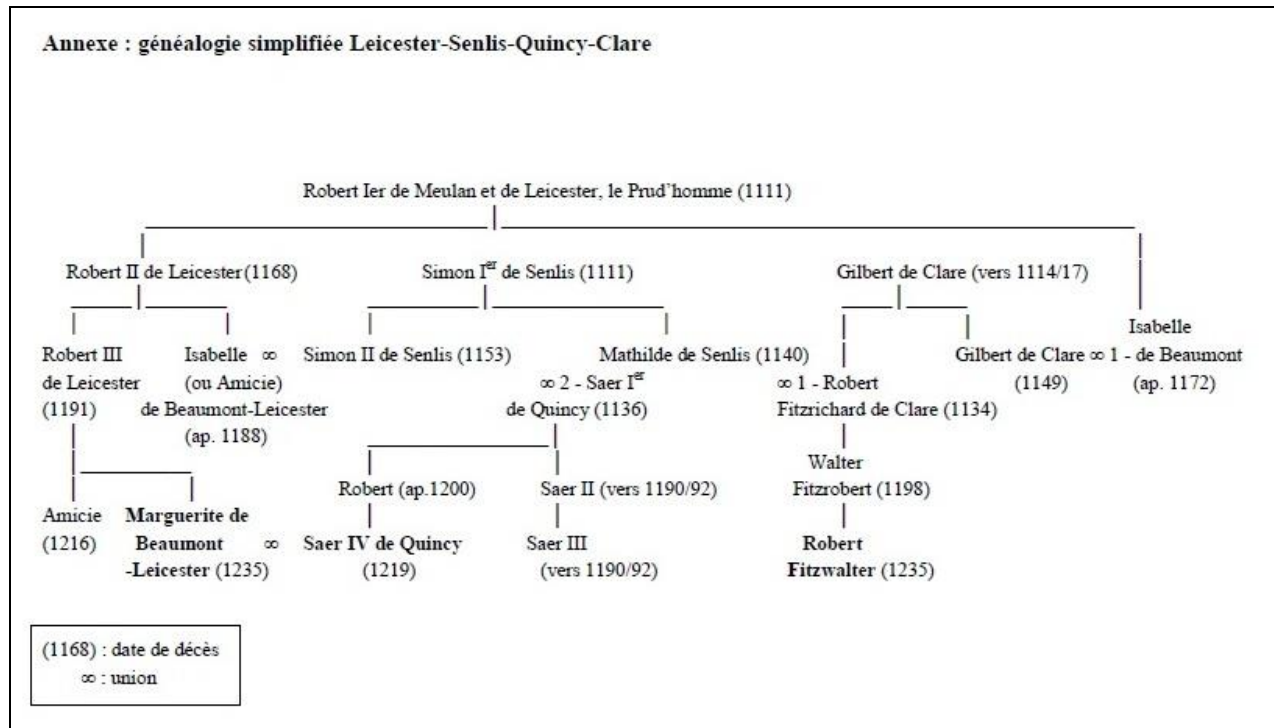 Annexe : généalogie simplifiée Leicester-Senlis-Quincy-Clare
Robert Ier de Meulan et de Leicester, le Prud’homme (1111)
Robert II de Leicester (1168) Simon Ier de Senlis (1111) Gilbert de Clare (vers 1114/17)
Isabelle
Robert III Isabelle ∞ Simon II de Senlis (1153) Mathilde de Senlis (1140) Gilbert de Clare ∞ 1 - de Beaumont
de Leicester (ou Amicie) ∞ 2 - Saer Ier ∞ 1 - Robert (1149) (ap. 1172)
(1191) de Beaumont-Leicester de Quincy (1136) Fitzrichard de Clare (1134)
(ap. 1188)
Walter
Robert (ap.1200) Saer II (vers 1190/92) Fitzrobert (1198)
Amicie Marguerite de
(1216) Beaumont ∞ Saer IV de Quincy Saer III Robert
-Leicester (1235) (1219) (vers 1190/92) Fitzwalter (1235)
(1168) : date de décès
∞ : union